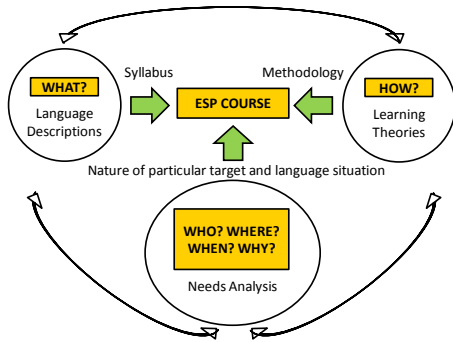 Syllabus
Methodology
WHAT?
Language
Descriptions
ESP COURSE
HOW?
Learning
Theories
Nature of particular target and language situation
WHO? WHERE?
WHEN? WHY?
Needs Analysis